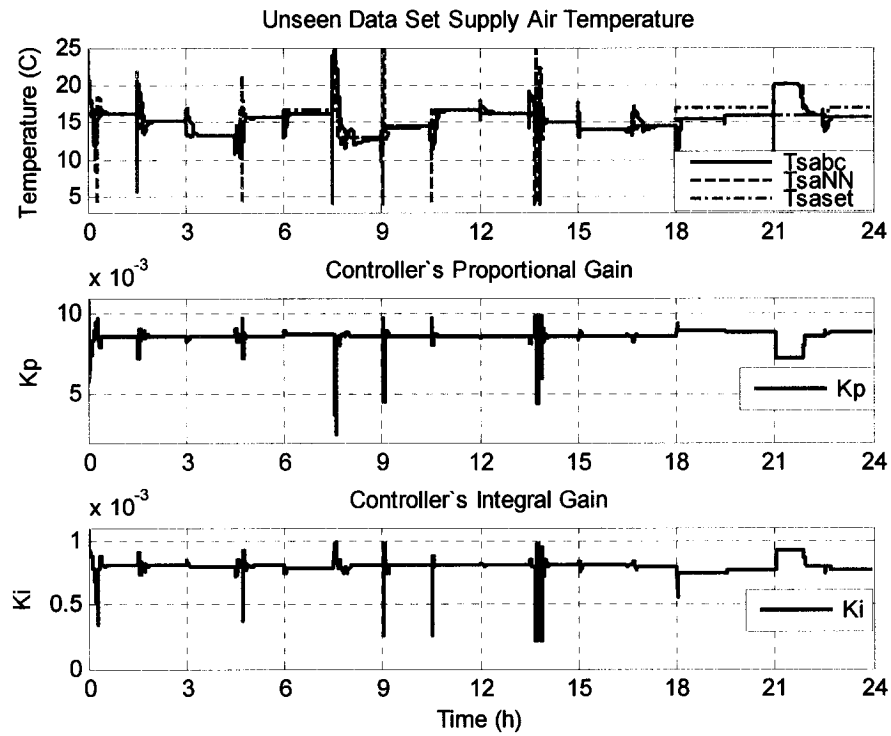 Unseen Data Set Supply Air Temperature
25
20
15
10
5
Temperature (C)
Tsabc
TsaNN
Tsaset
0 3 6 9 12 15 18 21 24
x 10-3
Controller`s Proportional Gain
10
5
Kp
Kp
0 3 6 9 12 15 18 21 24
x 10-3
Controller`s Integral Gain
1
0.5
0
Ki
Ki
0 3 6 9 12 15 18 21 24
Time (h)